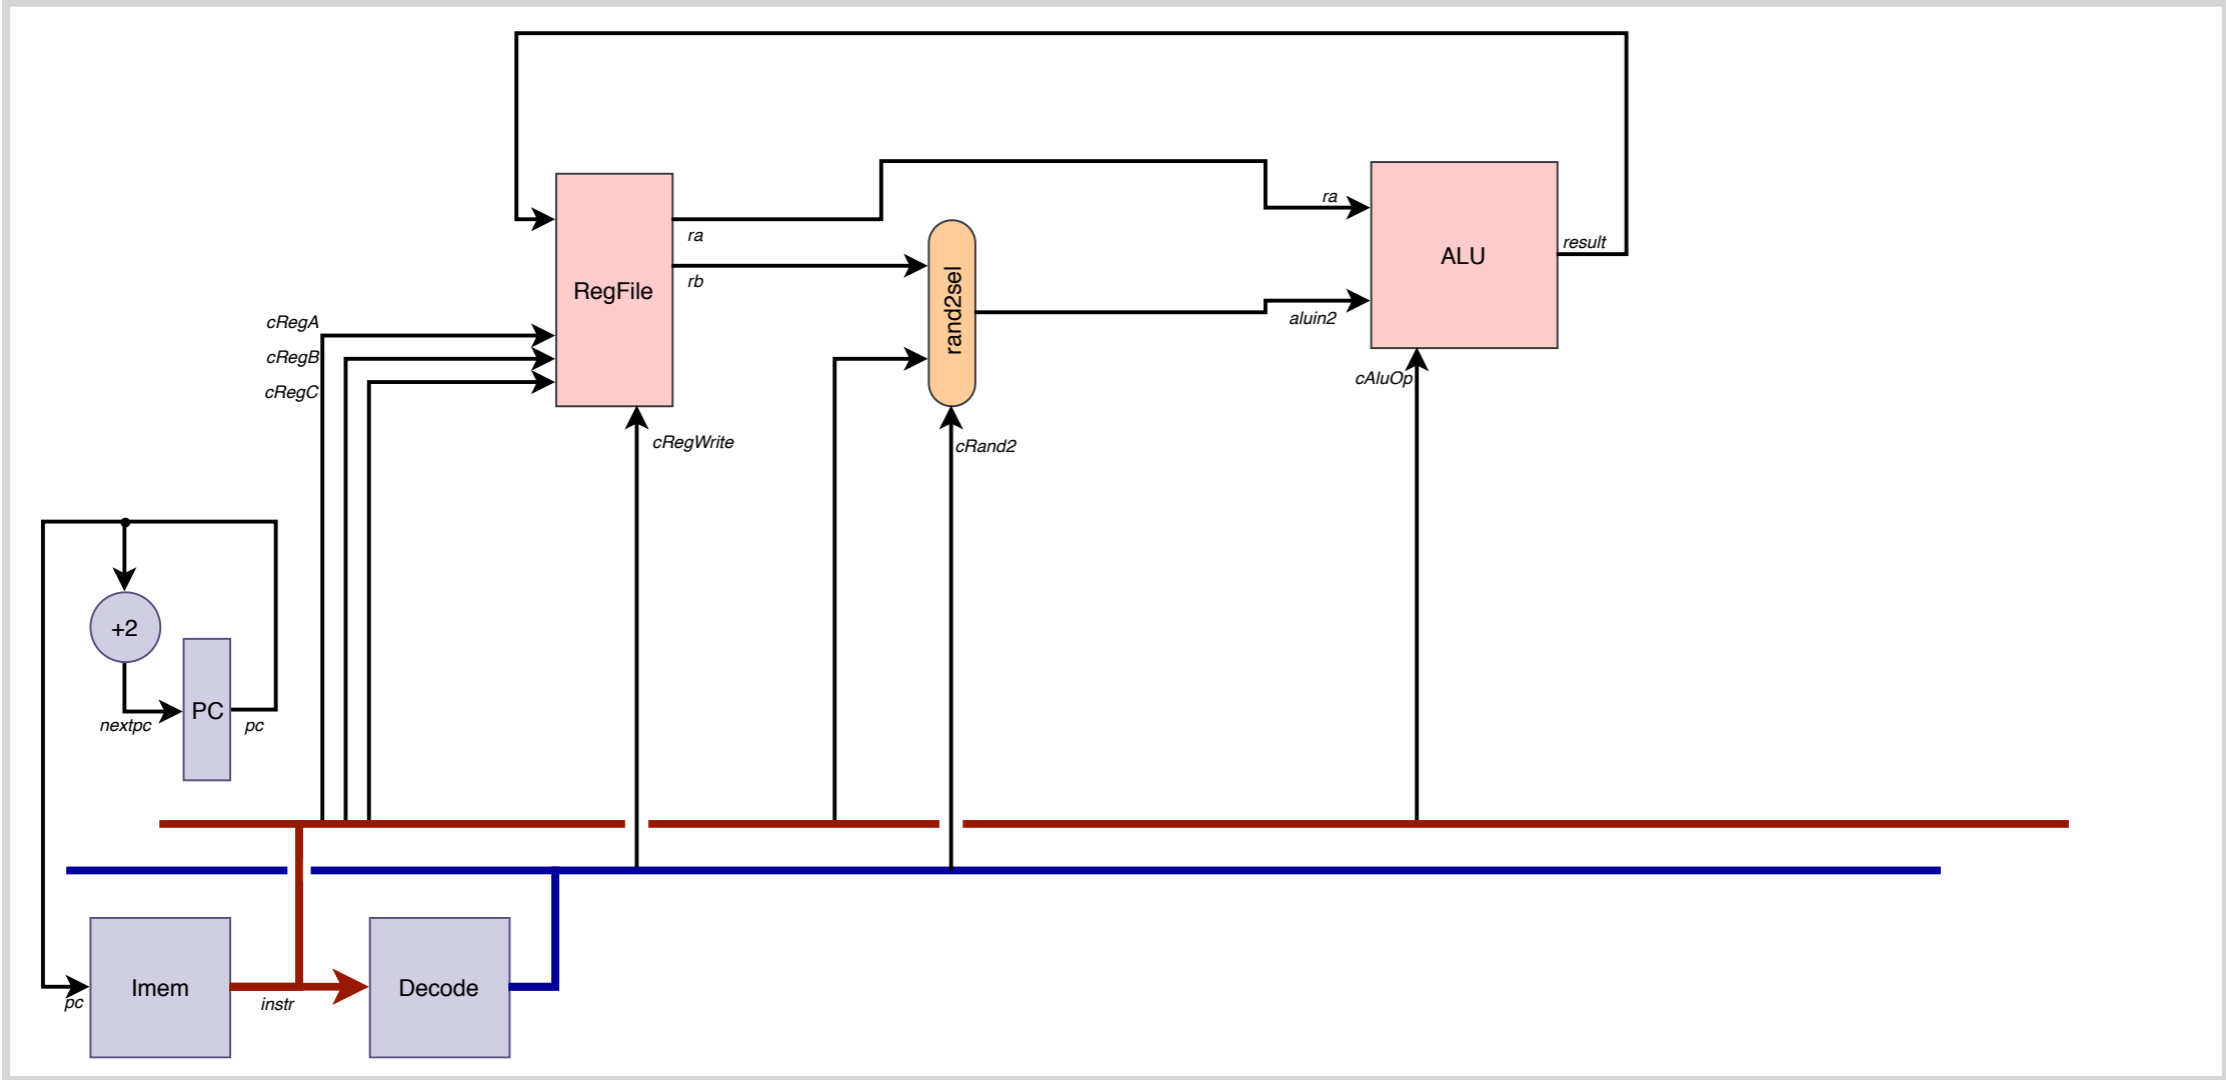 ra
result
ra
rb
RegFile
rand2sel
ALU
aluin2
cRegA
cRegB
cRegC
cAluOp
cRegWrite
cRand2
+2
PC
nextpc
pc
Imem
Decode
pc
instr